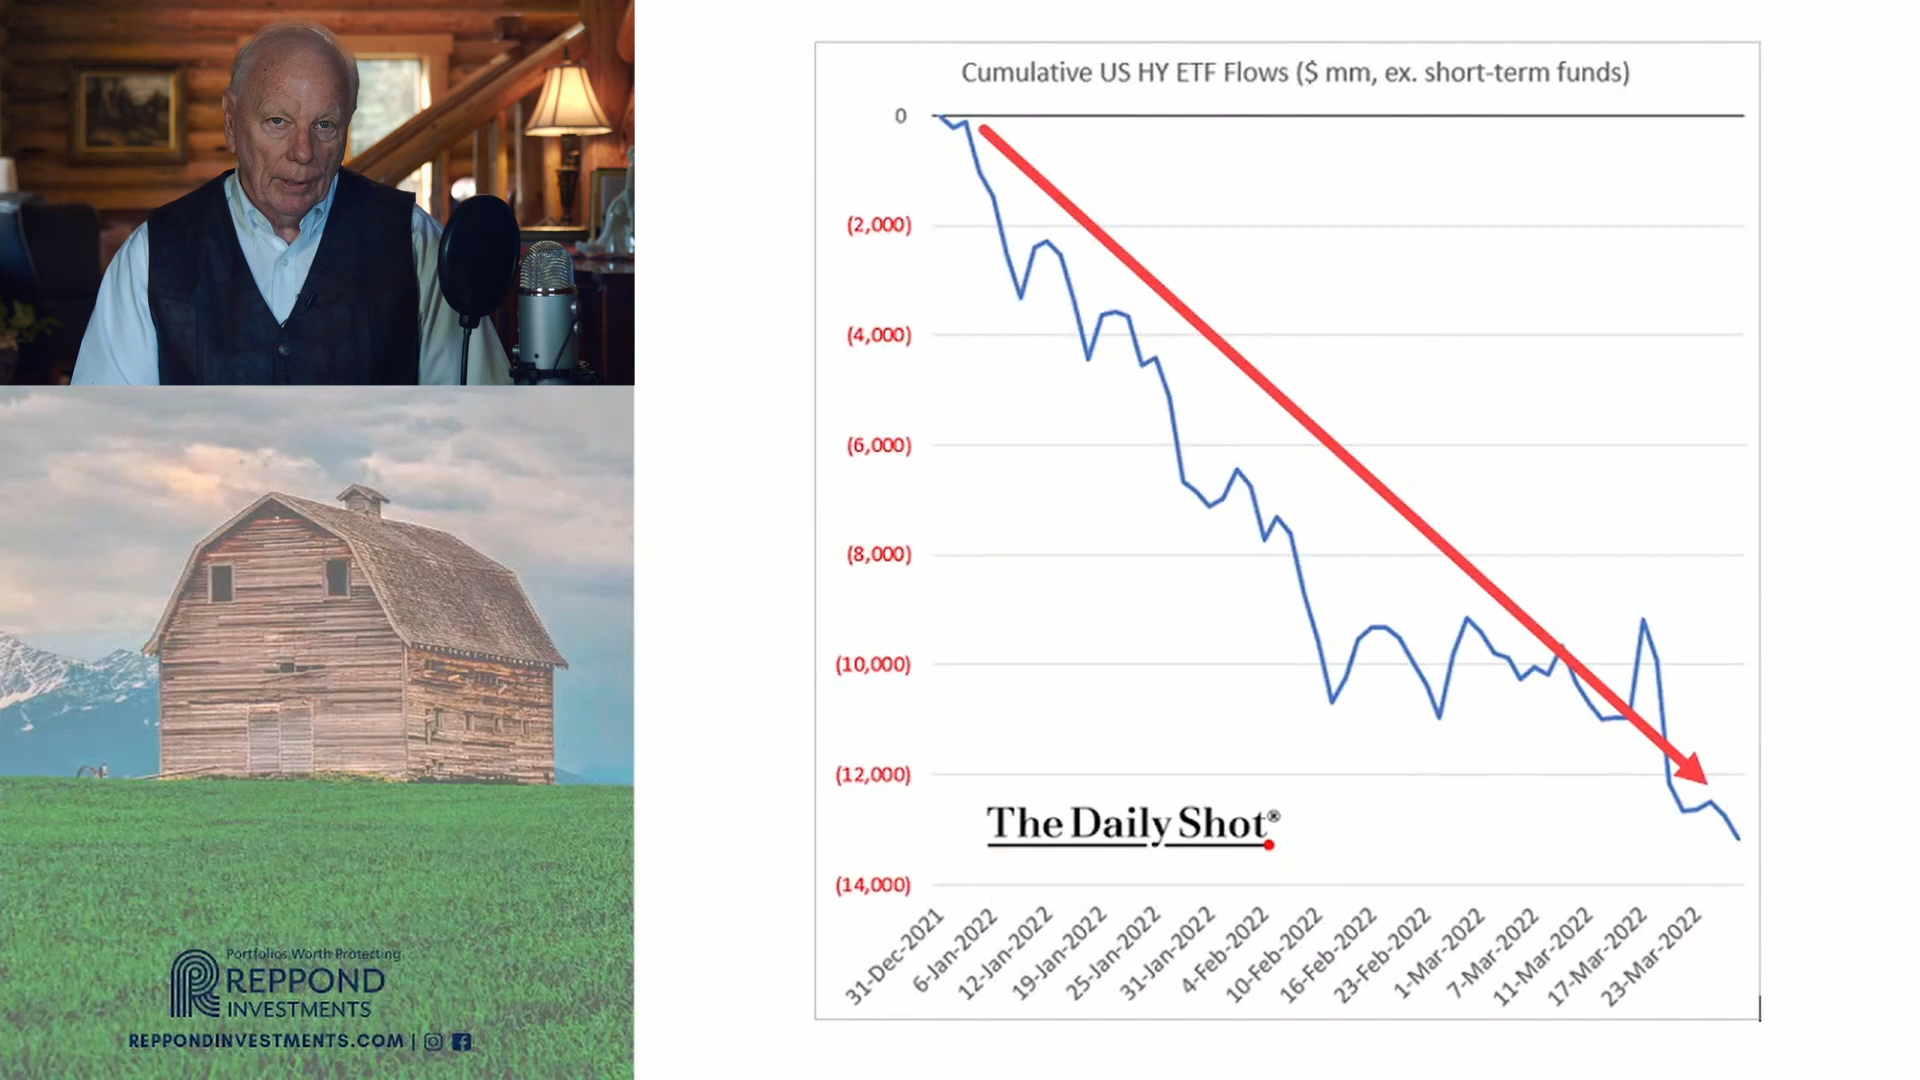 Cumulative US HY ETF Flows ($ mm, ex. short-term funds)
0
(2,000)
(4,000)
(6,000)
(8,000)
(10,000)
(12,000)
(14,000)
The Daily Shot®
31-Dec-2021
6-Jan-2022
12-Jan-2022
19-Jan-2022
25-Jan-2022
31-Jan-2022
4-Feb-2022
10-Feb-2022
16-Feb-2022
23-Feb-2022
1-Mar-2022
7-Mar-2022
11-Mar-2022
17-Mar-2022
23-Mar-2022
Portfolios Worth Protecting
REPPOND
INVESTMENTS
REPPONDINVESTMENTS.COM |